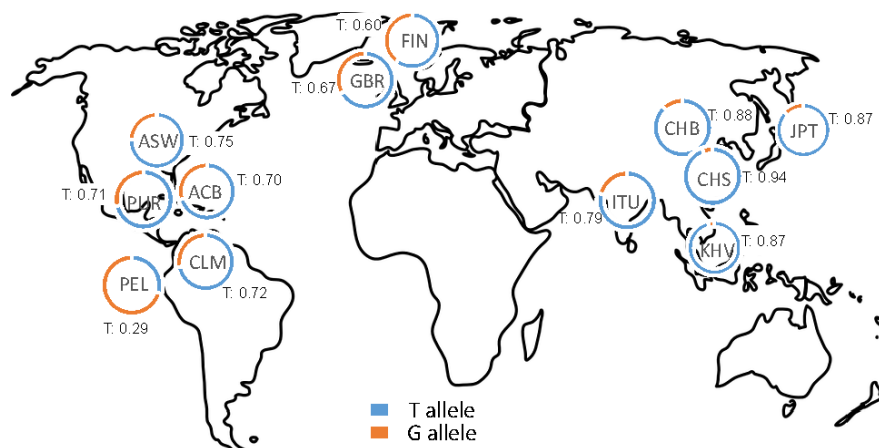 T: 0.60
FIN
GBR
T: 0.67
ASW
T: 0.75
CHB
T: 0.88
JPT
T: 0.87
T: 0.71
PUR
ACB
T: 0.70
ITU
T: 0.79
CHS
T: 0.94
CLM
T: 0.72
KHV
T: 0.87
PEL
T: 0.29
T allele
G allele